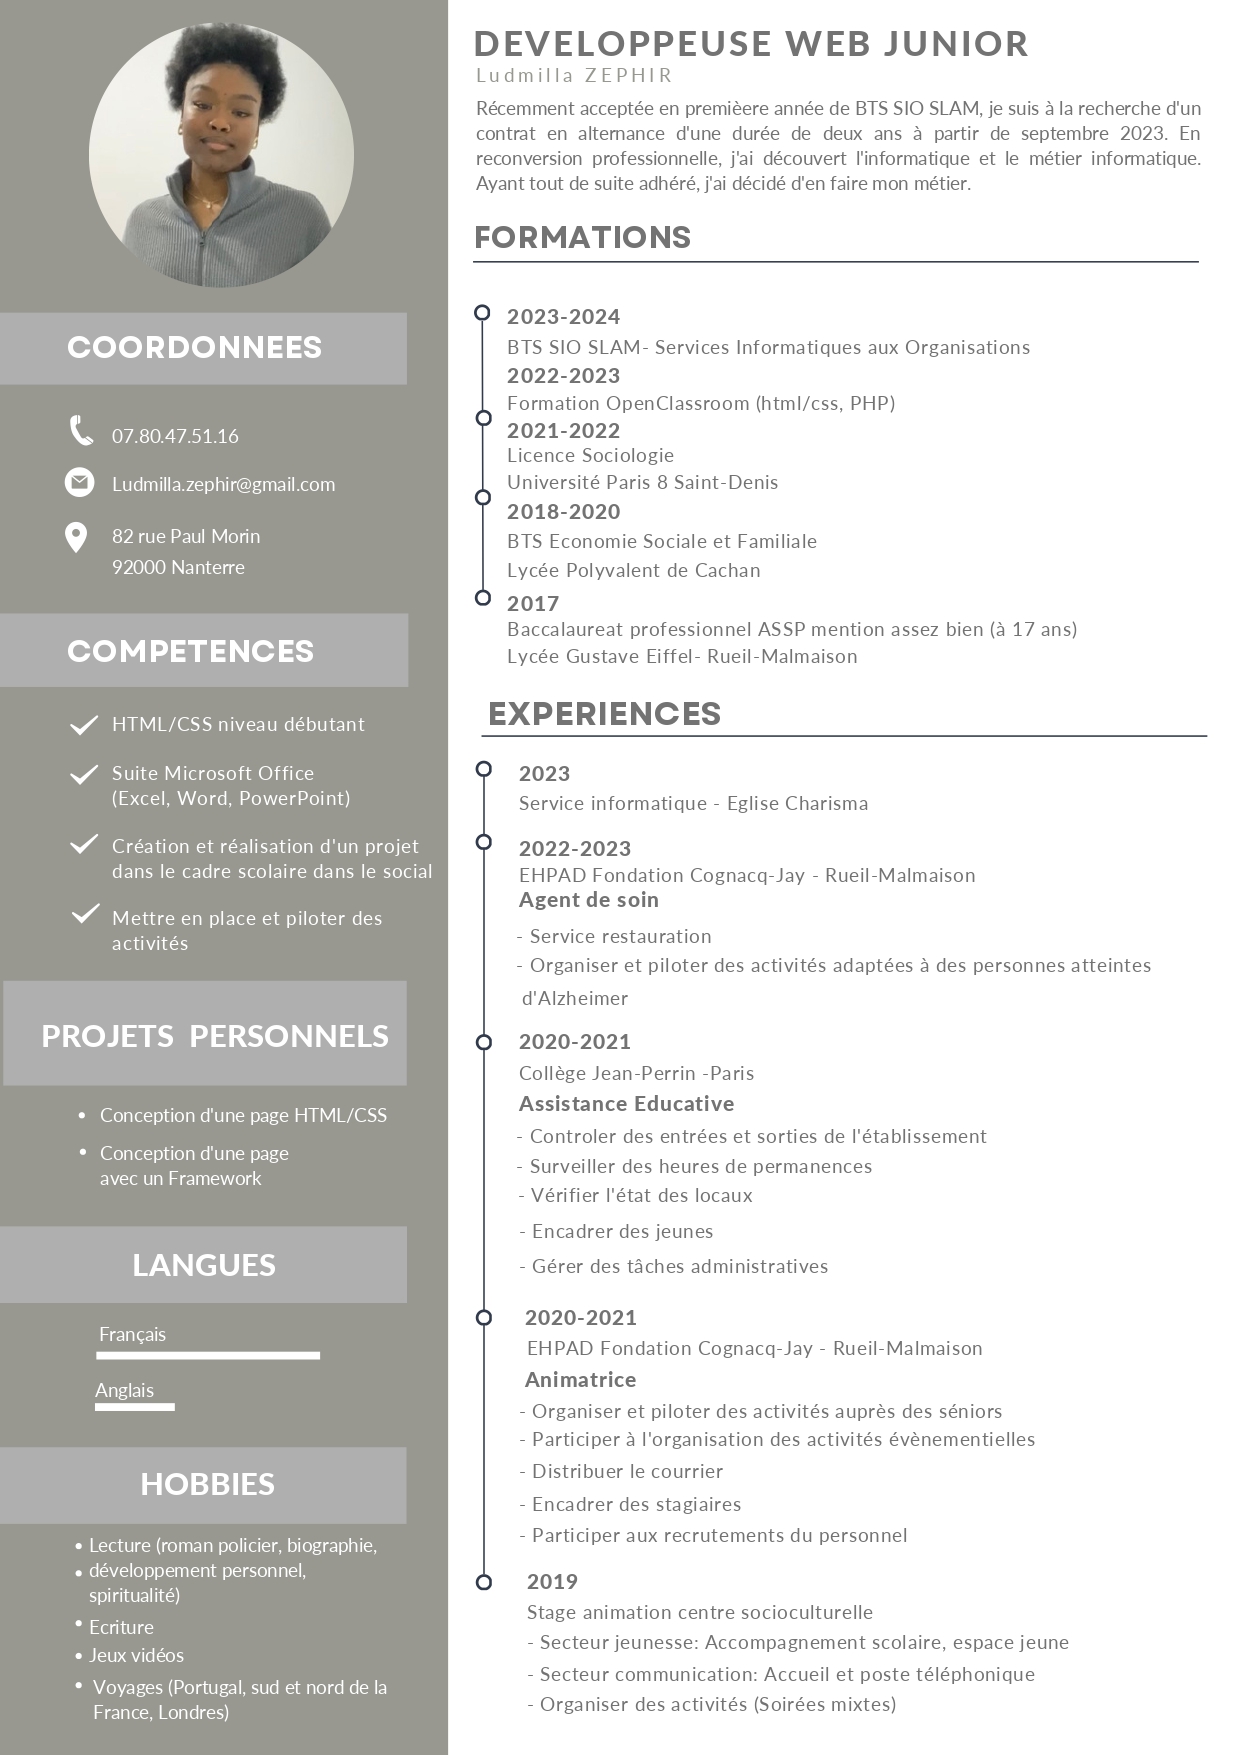 COORDONNEES
07.80.47.51.16
Ludmilla.zephir@gmail.com
82 rue Paul Morin
92000 Nanterre
COMPETENCES
HTML/CSS niveau débutant
Suite Microsoft Office
(Excel, Word, PowerPoint)
Création et réalisation d'un projet
dans le cadre scolaire dans le social
Mettre en place et piloter des
activités
PROJETS PERSONNELS
• Conception d'une page HTML/CSS
• Conception d'une page
avec un Framework
LANGUES
Français
Anglais
HOBBIES
• Lecture (roman policier, biographie,
• développement personnel,
spiritualité)
• Ecriture
• Jeux vidéos
• Voyages (Portugal, sud et nord de la
France, Londres)
DEVELOPPEUSE WEB JUNIOR
Ludmilla ZEPHIR
Récemment acceptée en premièere année de BTS SIO SLAM, je suis à la recherche d'un
contrat en alternance d'une durée de deux ans à partir de septembre 2023. En
reconversion professionnelle, j'ai découvert l'informatique et le métier informatique.
Ayant tout de suite adhéré, j'ai décidé d'en faire mon métier.
FORMATIONS
2023-2024
BTS SIO SLAM- Services Informatiques aux Organisations
2022-2023
Formation OpenClassroom (html/css, PHP)
2021-2022
Licence Sociologie
Université Paris 8 Saint-Denis
2018-2020
BTS Economie Sociale et Familiale
Lycée Polyvalent de Cachan
2017
Baccalaureat professionnel ASSP mention assez bien (à 17 ans)
Lycée Gustave Eiffel- Rueil-Malmaison
EXPERIENCES
2023
Service informatique - Eglise Charisma
2022-2023
EHPAD Fondation Cognacq-Jay - Rueil-Malmaison
Agent de soin
- Service restauration
- Organiser et piloter des activités adaptées à des personnes atteintes
d'Alzheimer
2020-2021
Collège Jean-Perrin -Paris
Assistance Educative
- Controler des entrées et sorties de l'établissement
- Surveiller des heures de permanences
- Vérifier l'état des locaux
- Encadrer des jeunes
- Gérer des tâches administratives
2020-2021
EHPAD Fondation Cognacq-Jay - Rueil-Malmaison
Animatrice
- Organiser et piloter des activités auprès des séniors
- Participer à l'organisation des activités évènementielles
- Distribuer le courrier
- Encadrer des stagiaires
- Participer aux recrutements du personnel
2019
Stage animation centre socioculturelle
- Secteur jeunesse: Accompagnement scolaire, espace jeune
- Secteur communication: Accueil et poste téléphonique
- Organiser des activités (Soirées mixtes)